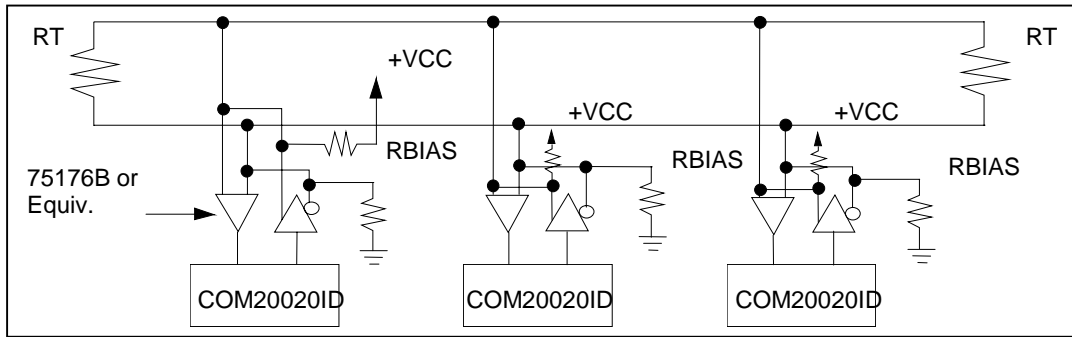 RT
RT
+VCC
+VCC
+VCC
RBIAS
RBIAS
RBIAS
75176B or
Equiv.
COM20020ID
COM20020ID
COM20020ID